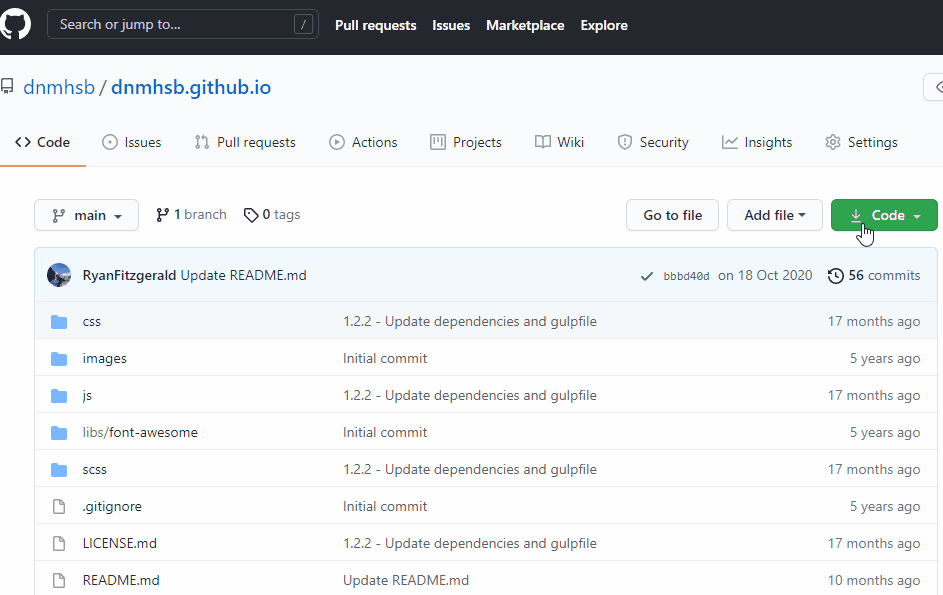 Search or jump to... / Pull requests Issues Marketplace Explore
dnmhsb / dnmhsb.github.io
Code Issues Pull requests Actions Projects Wiki Security Insights Settings
main 1 branch 0 tags Go to file Add file Code
RyanFitzgerald Update README.md bbbd40d on 18 Oct 2020 56 commits
css 1.2.2 - Update dependencies and gulpfile 17 months ago
images Initial commit 5 years ago
js 1.2.2 - Update dependencies and gulpfile 17 months ago
libs/font-awesome Initial commit 5 years ago
scss 1.2.2 - Update dependencies and gulpfile 17 months ago
.gitignore Initial commit 5 years ago
LICENSE.md 1.2.2 - Update dependencies and gulpfile 17 months ago
README.md Update README.md 10 months ago